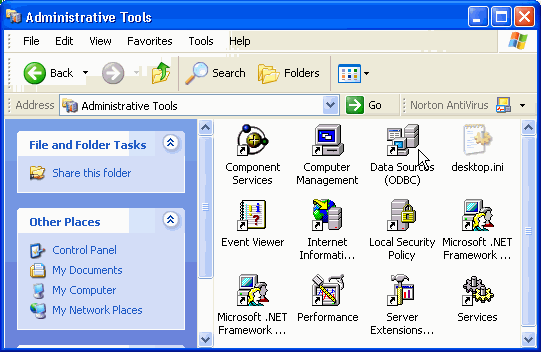 Administrative Tools
File Edit View Favorites Tools Help
Back Search Folders
Address Administrative Tools Go Norton AntiVirus
File and Folder Tasks
Share this folder
Other Places
Control Panel
My Documents
My Computer
My Network Places
Component
Services
Computer
Management
Data Sources
(ODBC)
desktop.ini
Event Viewer
Internet
Informati...
Local Security
Policy
Microsoft .NET
Framework ...
Microsoft .NET
Framework ...
Performance
Server
Extensions...
Services